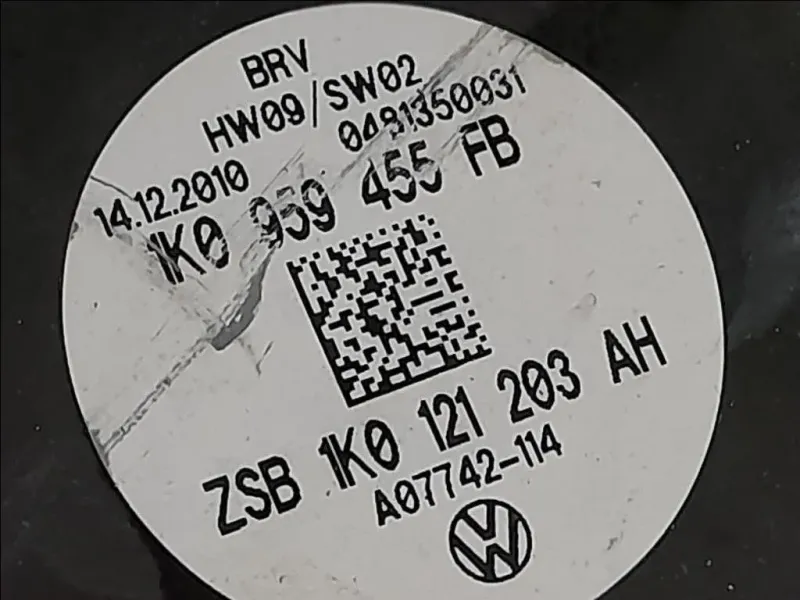 BRV
HW09/SW02
14.12.2010 0481350031
1K0 959 455 FB
ZSB 1K0 121 203 AH
A07742-114